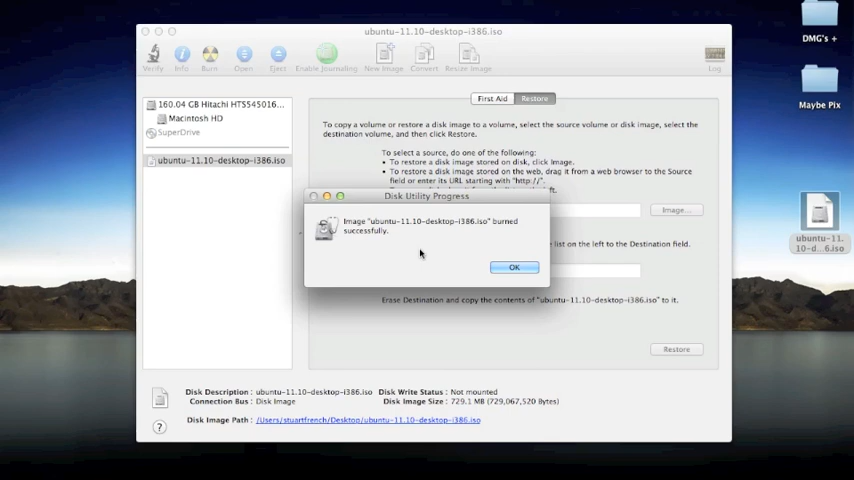 ubuntu-11.10-desktop-i386.iso
Verify Info Burn Open Eject Enable Journaling New Image Convert Resize Image Log
DMG's +
Maybe Pix
160.04 GB Hitachi HTS545016...
Macintosh HD
SuperDrive
ubuntu-11.10-desktop-i386.iso
First Aid Restore
To copy a volume or restore a disk image to a volume, select the source volume or disk image, select the
destination volume, and then click Restore.
To select a source, do one of the following:
• To restore a disk image stored on disk, click Image.
• To restore a disk image stored on the web, drag it from a web browser to the Source
field or enter its URL starting with "http://".
left.
Image...
list on the left to the Destination field.
Erase Destination and copy the contents of "ubuntu-11.10-desktop-i386.iso" to it.
Restore
Disk Utility Progress
Image "ubuntu-11.10-desktop-i386.iso" burned
successfully.
OK
ubuntu-11.
10-d...6.iso
Disk Description : ubuntu-11.10-desktop-i386.iso Disk Write Status : Not mounted
Connection Bus : Disk Image Disk Image Size : 729.1 MB (729,067,520 Bytes)
Disk Image Path : /Users/stuartfrench/Desktop/ubuntu-11.10-desktop-i386.iso
?